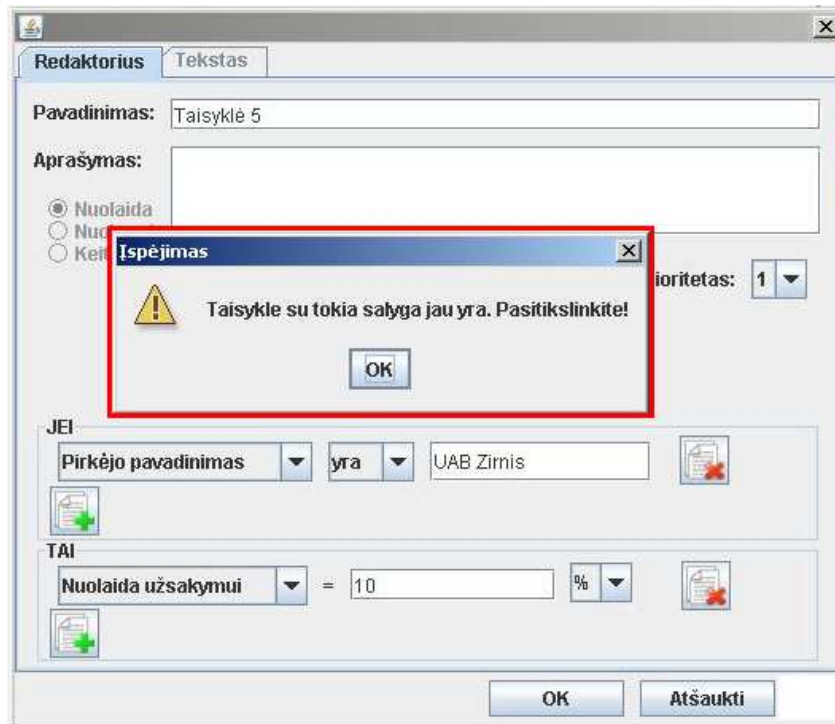 Redaktorius Tekstas
Pavadinimas: Taisyklė 5
Aprašymas:
Nuolaida
Įspėjimas
ioritetas: 1
Taisykle su tokia salyga jau yra. Pasitikslinkite!
OK
JEI
Pirkėjo pavadinimas yra UAB Zirnis
TAI
Nuolaida užsakymui = 10 %
OK Atšaukti